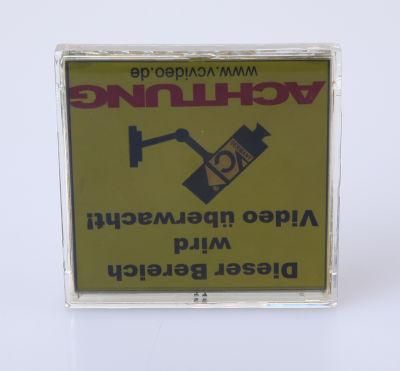 Dieser Bereich
wird
Video überwacht!
ACHTUNG
www.vcvideo.de